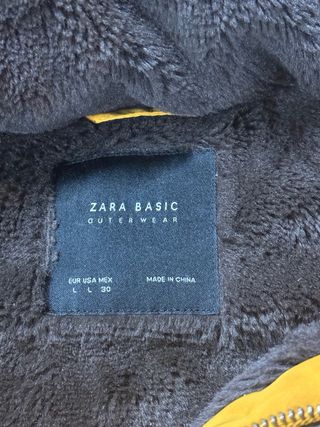 ZARA BASIC
OUTERWEAR
EUR USA MEX MADE IN CHINA
L L 30